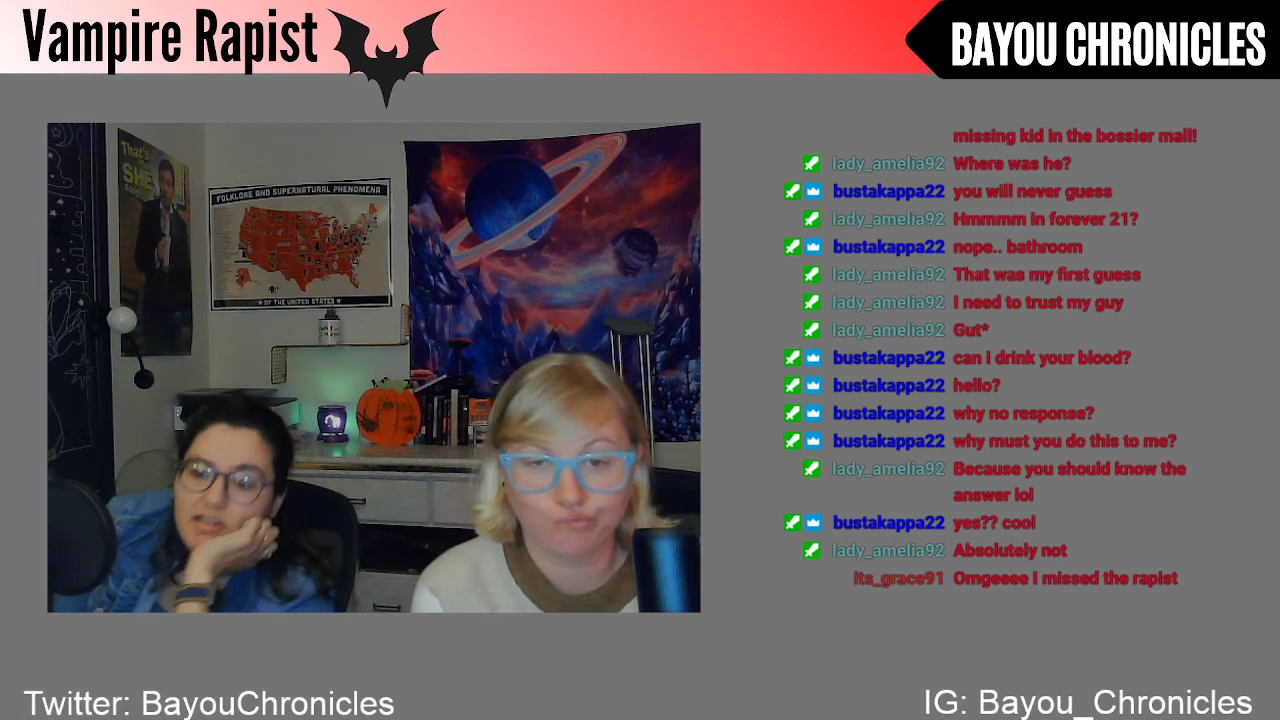 Vampire Rapist
BAYOU CHRONICLES
That's
SHE
FOLKLORE AND SUPERNATURAL PHENOMENA
★ OF THE UNITED STATES ★
missing kid in the bossier mall!
lady_amelia92 Where was he?
bustakappa22 you will never guess
lady_amelia92 Hmmmm in forever 21?
bustakappa22 nope.. bathroom
lady_amelia92 That was my first guess
lady_amelia92 I need to trust my guy
lady_amelia92 Gut*
bustakappa22 can i drink your blood?
bustakappa22 hello?
bustakappa22 why no response?
bustakappa22 why must you do this to me?
lady_amelia92 Because you should know the
answer lol
bustakappa22 yes?? cool
lady_amelia92 Absolutely not
its_grace91 Omgeeee I missed the rapist
Twitter: BayouChronicles
IG: Bayou_Chronicles